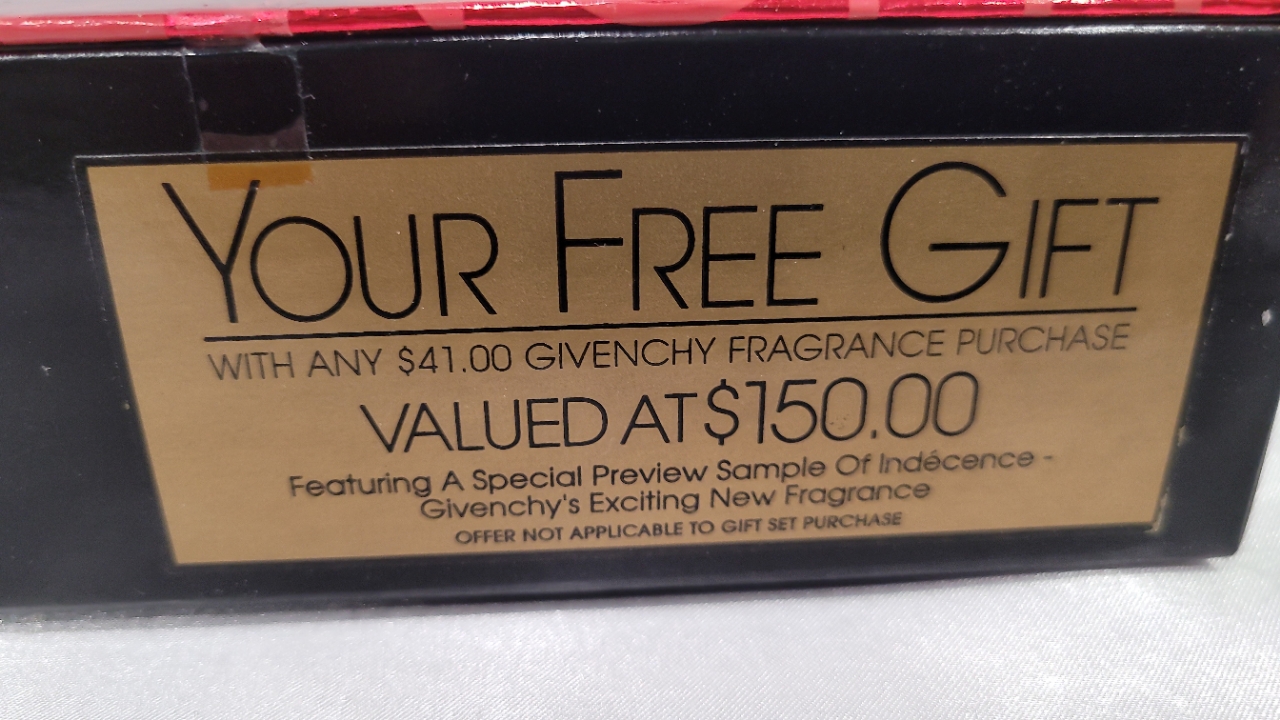 YOUR FREE GIFT
WITH ANY $41.00 GIVENCHY FRAGRANCE PURCHASE
VALUED AT $150.00
Featuring A Special Preview Sample Of Indécence -
Givenchy's Exciting New Fragrance
OFFER NOT APPLICABLE TO GIFT SET PURCHASE